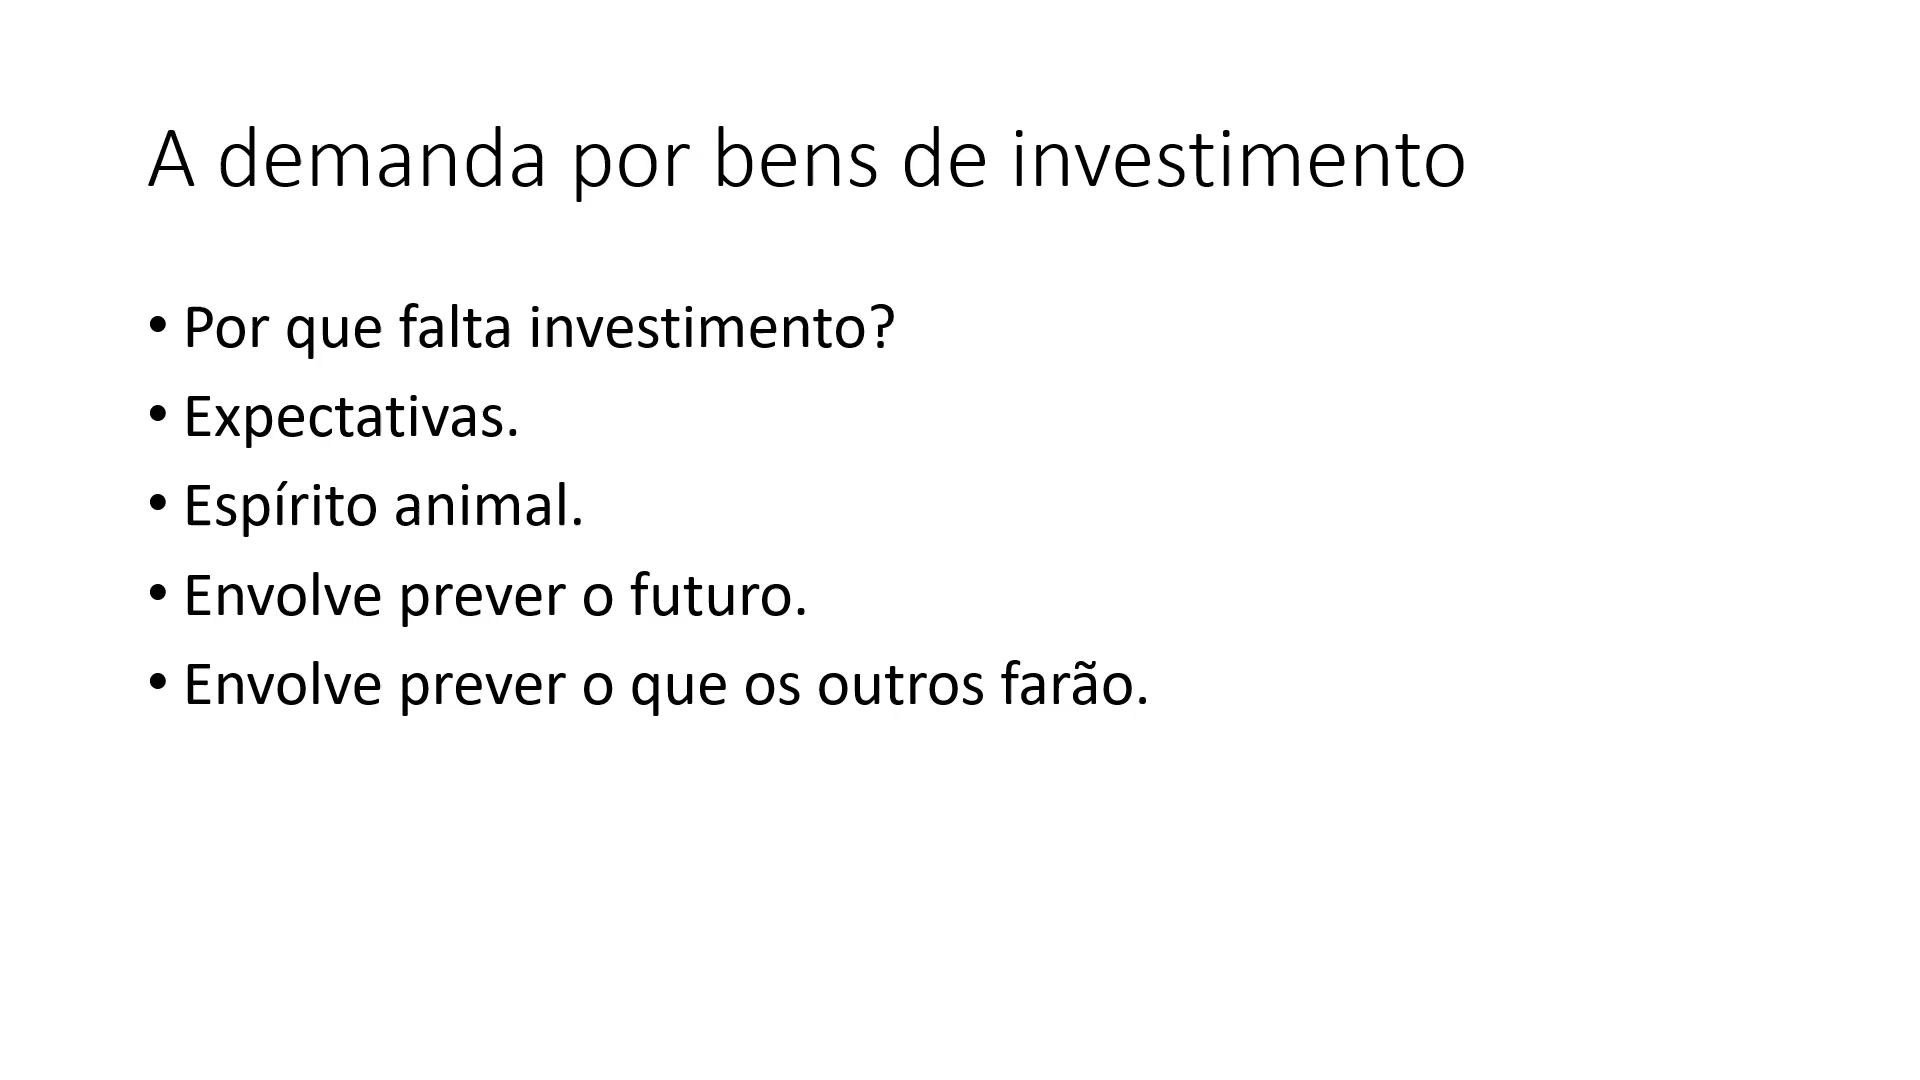 A demanda por bens de investimento
• Por que falta investimento?
• Expectativas.
• Espírito animal.
• Envolve prever o futuro.
• Envolve prever o que os outros farão.